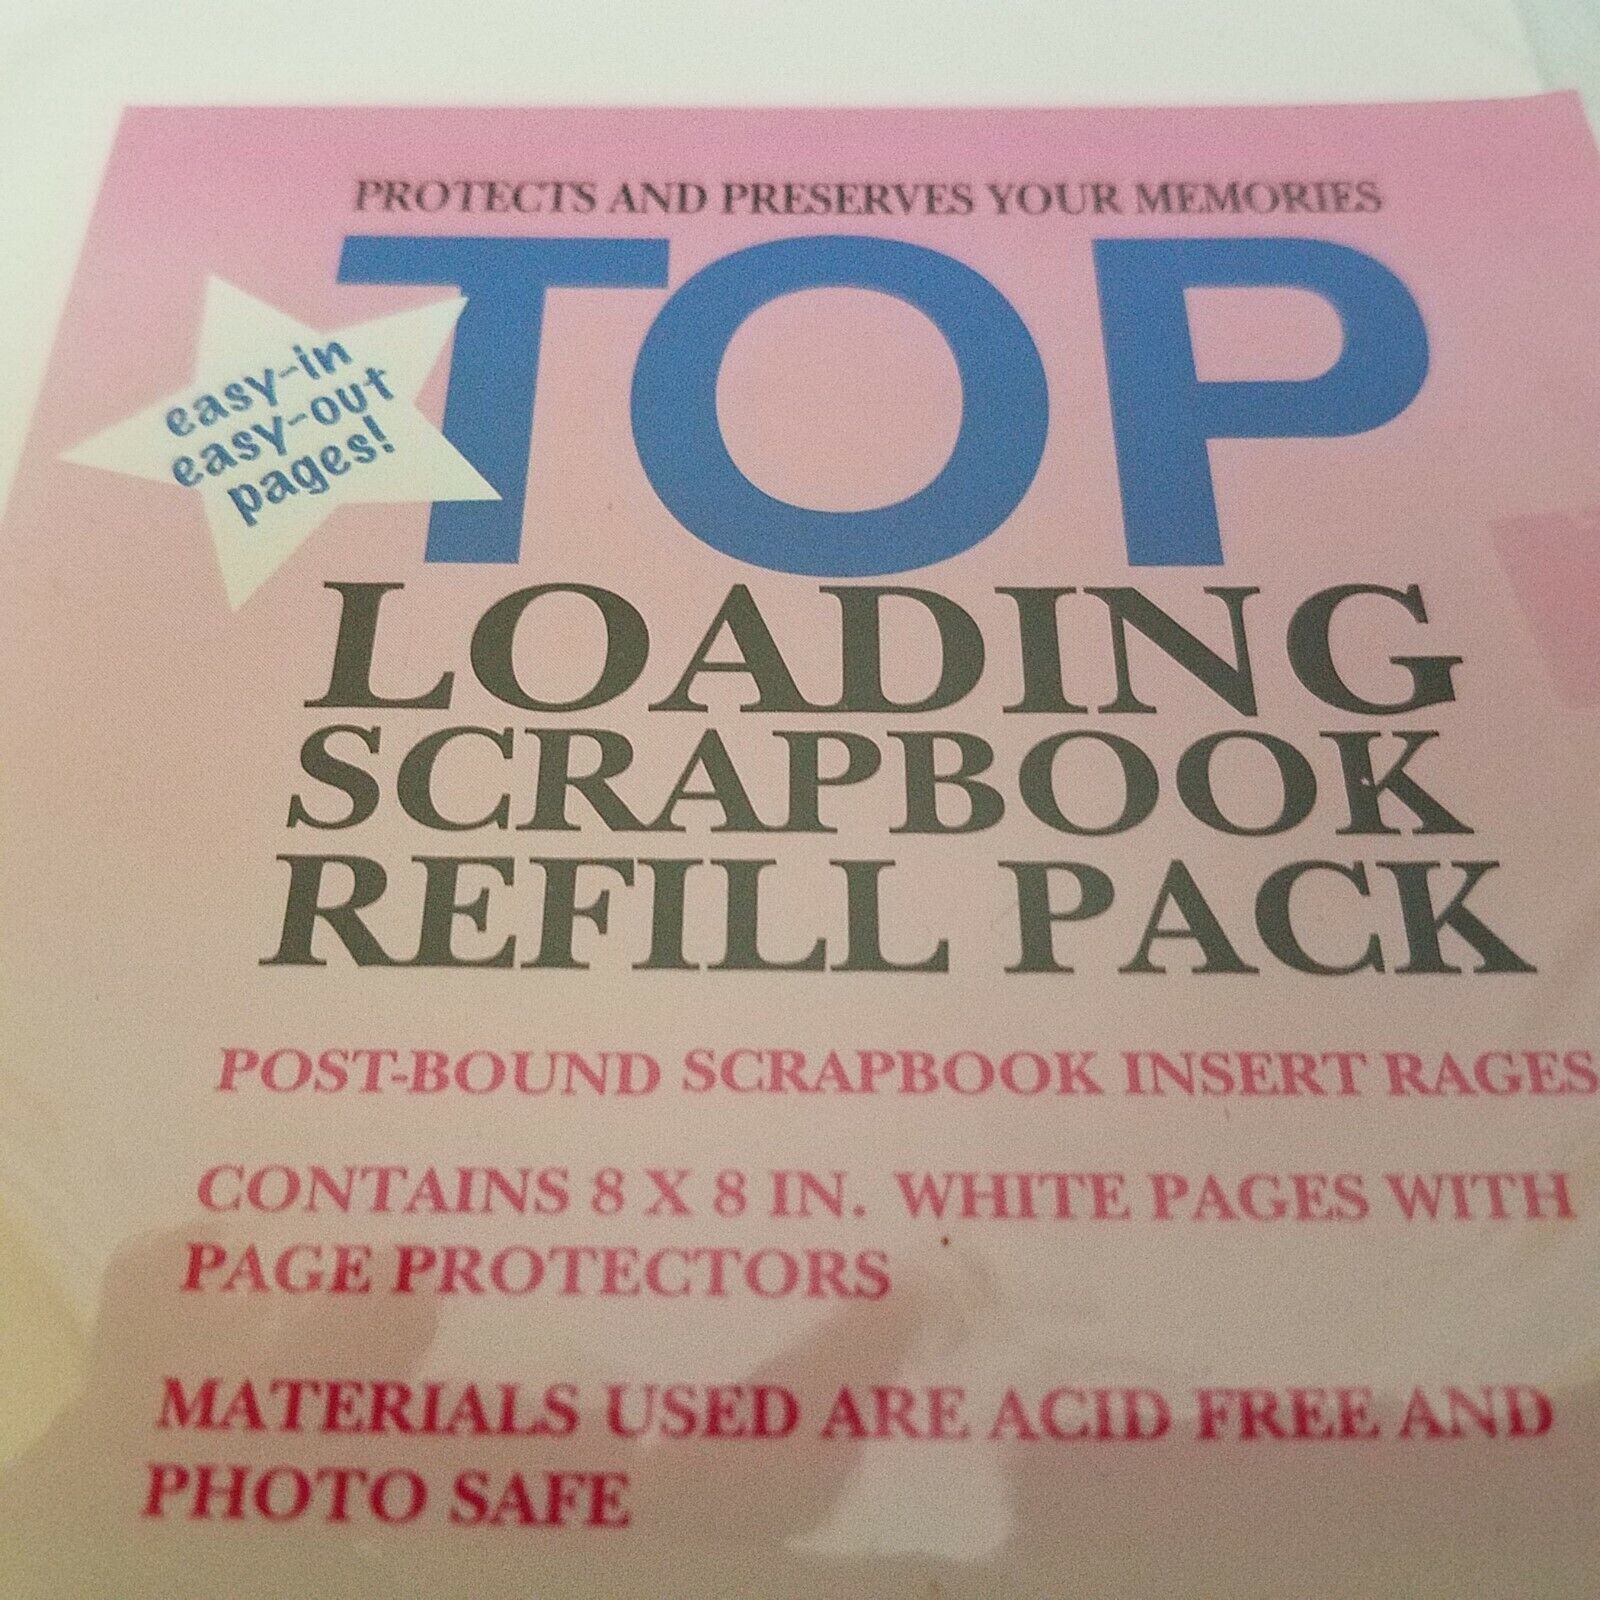 PROTECTS AND PRESERVES YOUR MEMORIES
TOP
easy-in
easy-out
pages!
LOADING
SCRAPBOOK
REFILL PACK
POST-BOUND SCRAPBOOK INSERT RAGES
CONTAINS 8 X 8 IN. WHITE PAGES WITH
PAGE PROTECTORS
MATERIALS USED ARE ACID FREE AND
PHOTO SAFE